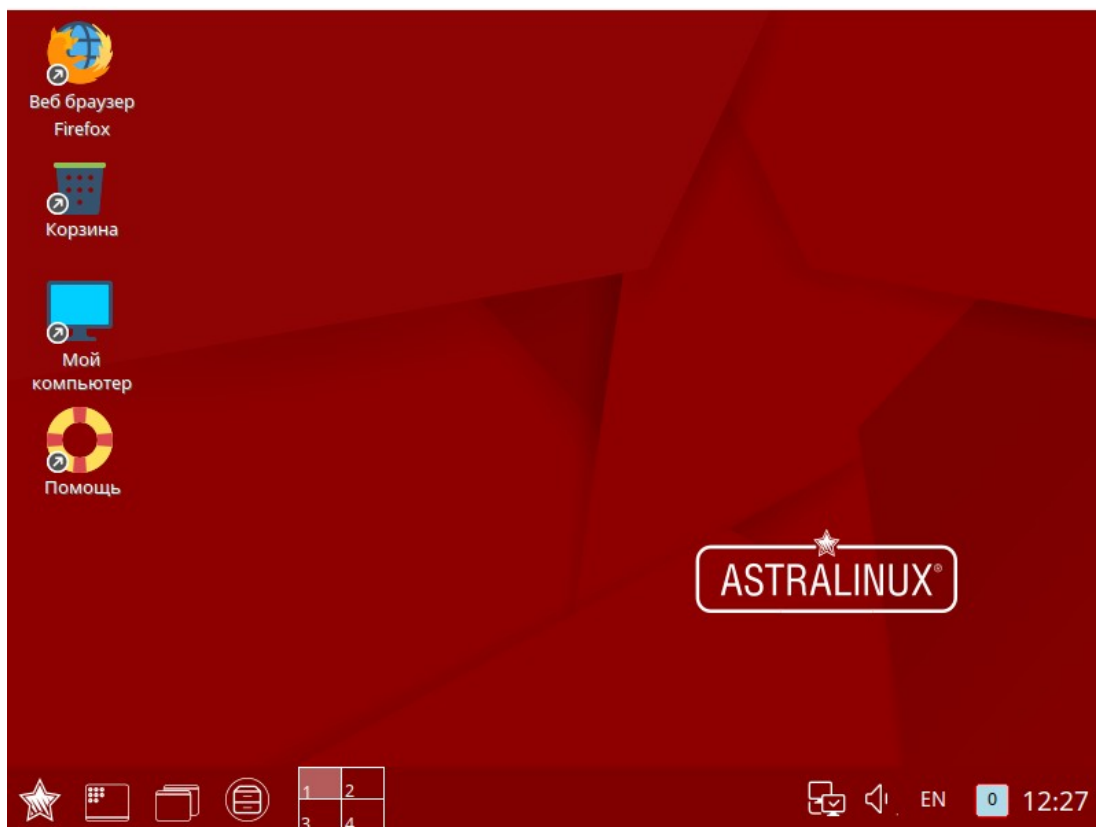 Веб браузер
Firefox
Корзина
Мой
компьютер
Помощь
ASTRALINUX®
1 2
3 4
EN 0 12:27